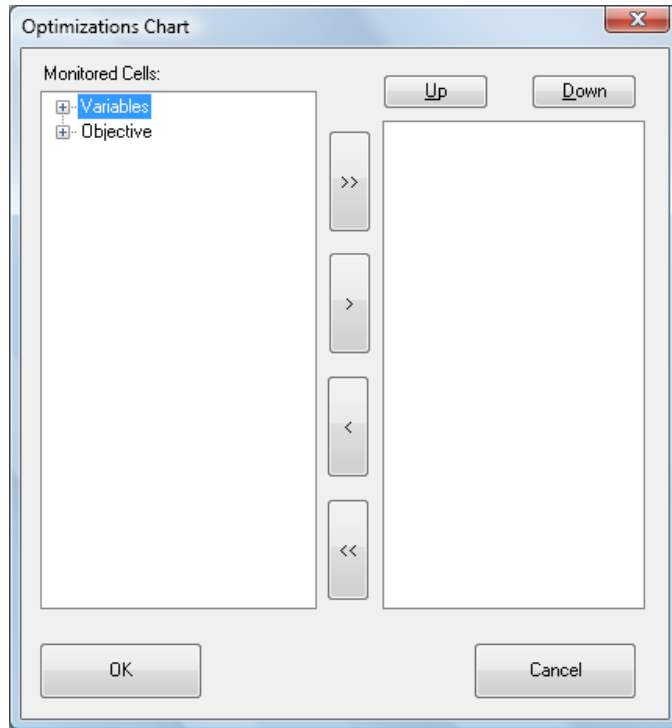 Optimizations Chart
Monitored Cells:
Up
Down
Variables
Objective
>>
>
<
<<
OK
Cancel